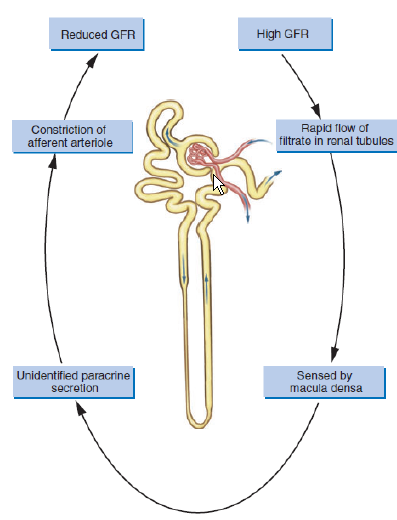 Reduced GFR
High GFR
Constriction of
afferent arteriole
Rapid flow of
filtrate in renal tubules
Unidentified paracrine
secretion
Sensed by
macula densa